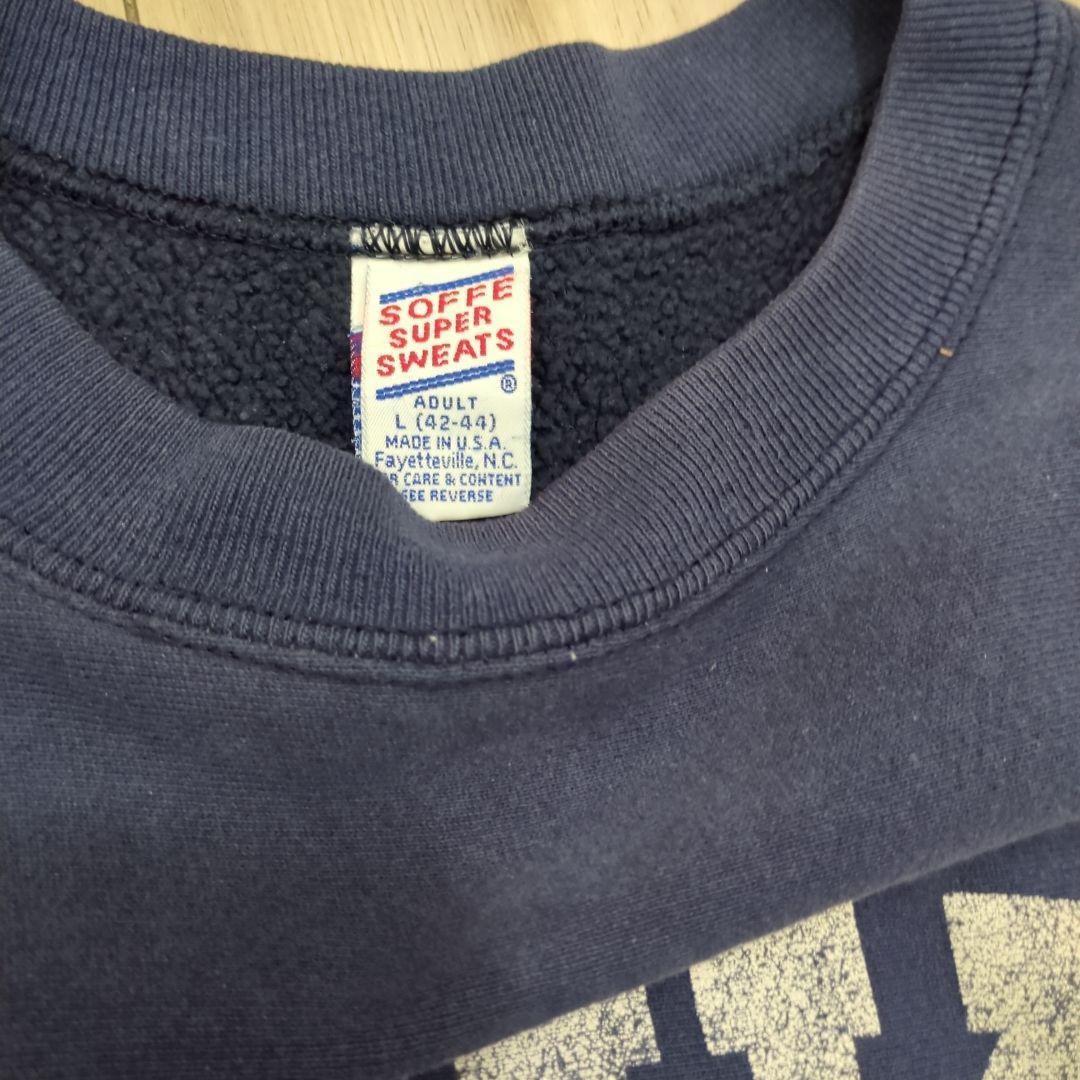 SOFFE
SUPER
SWEATS
®
ADULT
L (42-44)
MADE IN U.S.A.
Fayetteville, N.C.
CARE & CONTENT
SEE REVERSE